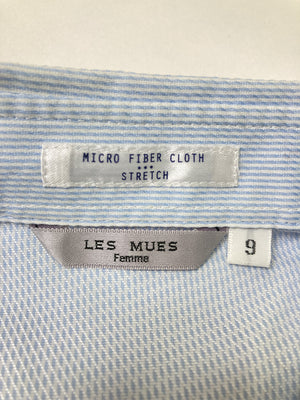 MICRO FIBER CLOTH
•••
STRETCH
LES MUES
Femme
9